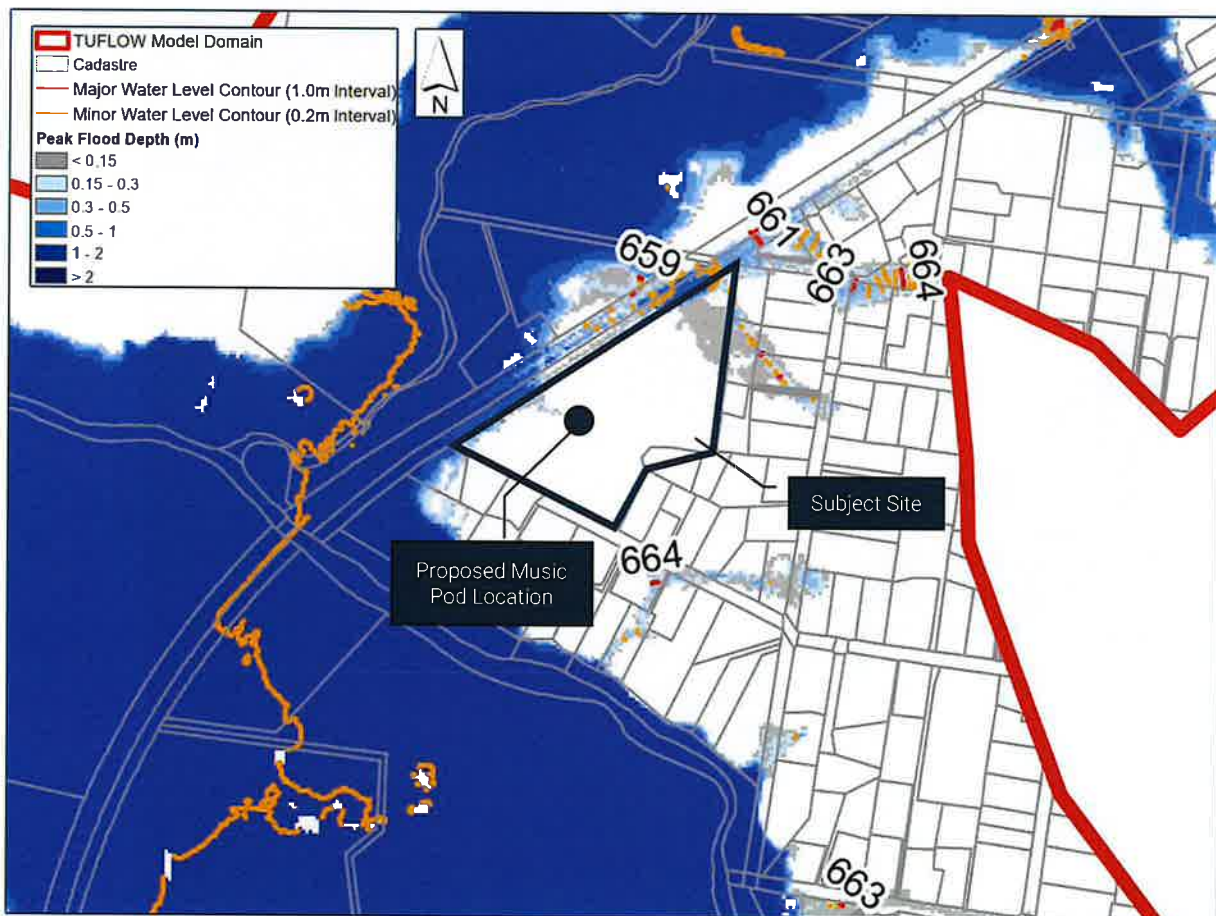 TUFLOW Model Domain
Cadastre
Major Water Level Contour (1.0m Interval)
Minor Water Level Contour (0.2m Interval)
Peak Flood Depth (m)
< 0.15
0.15 - 0.3
0.3 - 0.5
0.5 - 1
1 - 2
> 2
N
661
659
663
664
Subject Site
664
Proposed Music
Pod Location
663